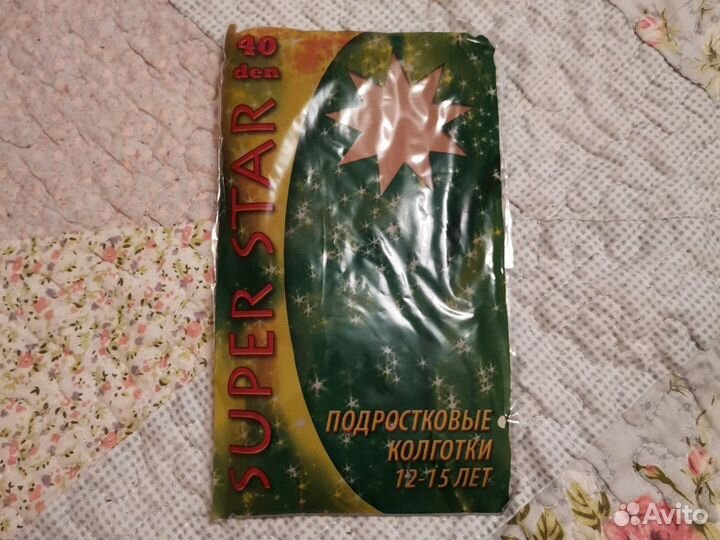 40
den
SUPER STAR
ПОДРОСТКОВЫЕ
КОЛГОТКИ
12-15 ЛЕТ
Avito